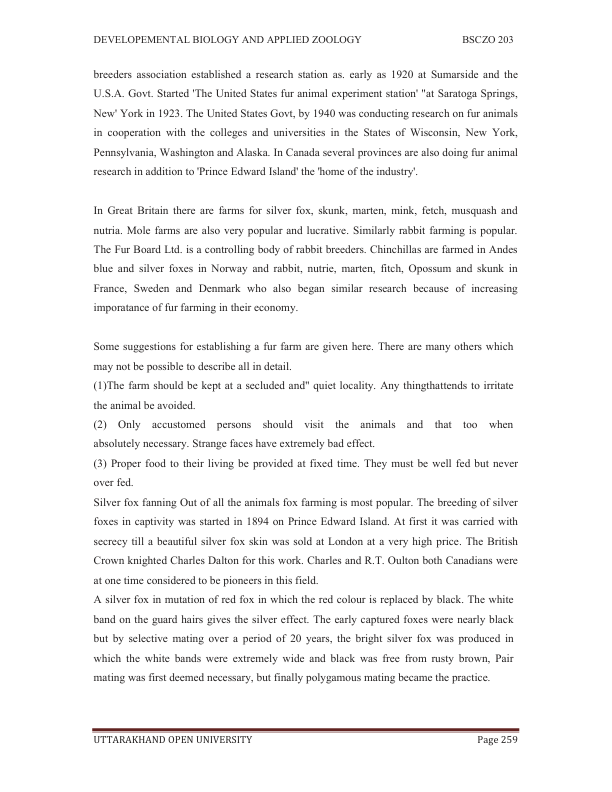 DEVELOPEMENTAL BIOLOGY AND APPLIED ZOOLOGY BSCZO 203
breeders association established a research station as. early as 1920 at Sumarside and the
U.S.A. Govt. Started 'The United States fur animal experiment station' "at Saratoga Springs,
New' York in 1923. The United States Govt, by 1940 was conducting research on fur animals
in cooperation with the colleges and universities in the States of Wisconsin, New York,
Pennsylvania, Washington and Alaska. In Canada several provinces are also doing fur animal
research in addition to 'Prince Edward Island' the 'home of the industry'.
In Great Britain there are farms for silver fox, skunk, marten, mink, fetch, musquash and
nutria. Mole farms are also very popular and lucrative. Similarly rabbit farming is popular.
The Fur Board Ltd. is a controlling body of rabbit breeders. Chinchillas are farmed in Andes
blue and silver foxes in Norway and rabbit, nutrie, marten, fitch, Opossum and skunk in
France, Sweden and Denmark who also began similar research because of increasing
imporatance of fur farming in their economy.
Some suggestions for establishing a fur farm are given here. There are many others which
may not be possible to describe all in detail.
(1)The farm should be kept at a secluded and" quiet locality. Any thingthattends to irritate
the animal be avoided.
(2) Only accustomed persons should visit the animals and that too when
absolutely necessary. Strange faces have extremely bad effect.
(3) Proper food to their living be provided at fixed time. They must be well fed but never
over fed.
Silver fox fanning Out of all the animals fox farming is most popular. The breeding of silver
foxes in captivity was started in 1894 on Prince Edward Island. At first it was carried with
secrecy till a beautiful silver fox skin was sold at London at a very high price. The British
Crown knighted Charles Dalton for this work. Charles and R.T. Oulton both Canadians were
at one time considered to be pioneers in this field.
A silver fox in mutation of red fox in which the red colour is replaced by black. The white
band on the guard hairs gives the silver effect. The early captured foxes were nearly black
but by selective mating over a period of 20 years, the bright silver fox was produced in
which the white bands were extremely wide and black was free from rusty brown, Pair
mating was first deemed necessary, but finally polygamous mating became the practice.
UTTARAKHAND OPEN UNIVERSITY Page 259